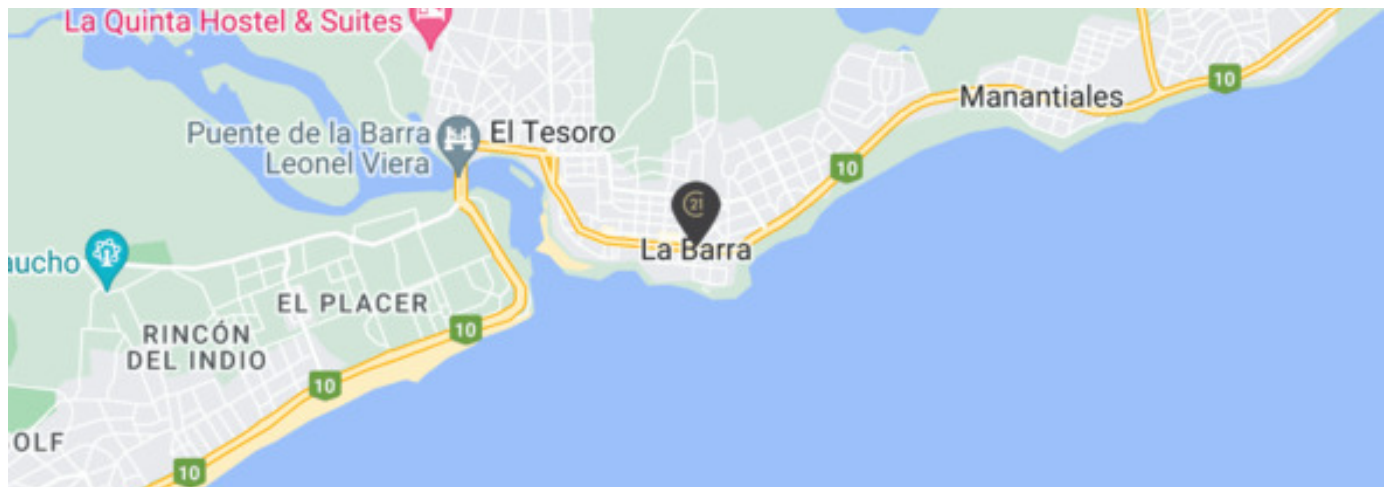 La Quinta Hostel & Suites
10
Manantiales
Puente de la Barra
Leonel Viera
El Tesoro
10
21
La Barra
aucho
EL PLACER
RINCÓN
DEL INDIO
10
10
OLF
10